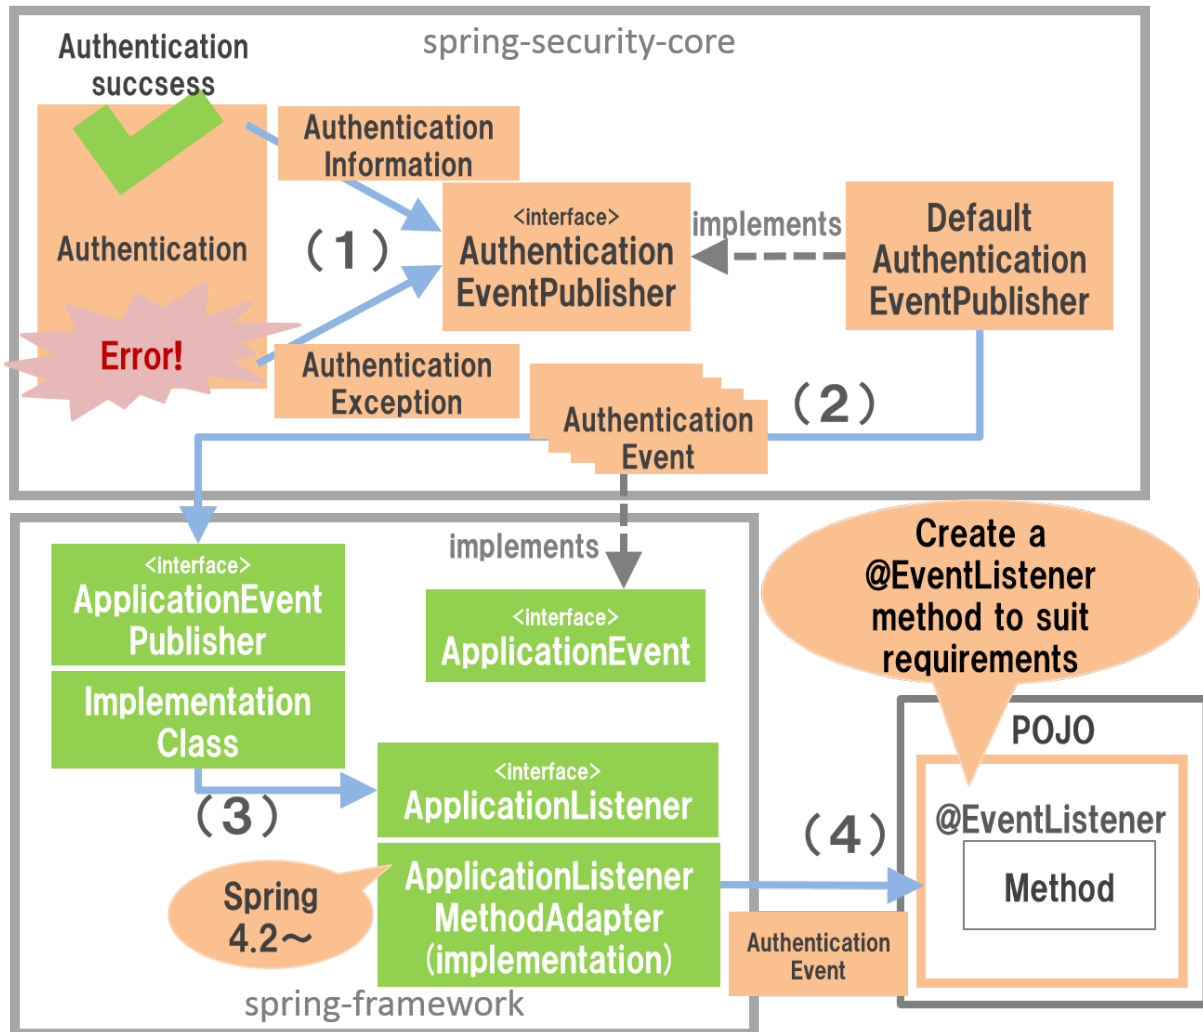 spring-security-core
Authentication
succsess
Authentication
Information
Authentication
Error!
(1)
Authentication
Exception
<interface>
Authentication
EventPublisher
implements
Default
Authentication
EventPublisher
(2)
Authentication
Event
implements
<interface>
ApplicationEvent
Publisher
Implementation
Class
<interface>
ApplicationEvent
(3)
<interface>
ApplicationListener
ApplicationListener
MethodAdapter
(implementation)
Spring
4.2～
spring-framework
(4)
Authentication
Event
Create a
@EventListener
method to suit
requirements
POJO
@EventListener
Method